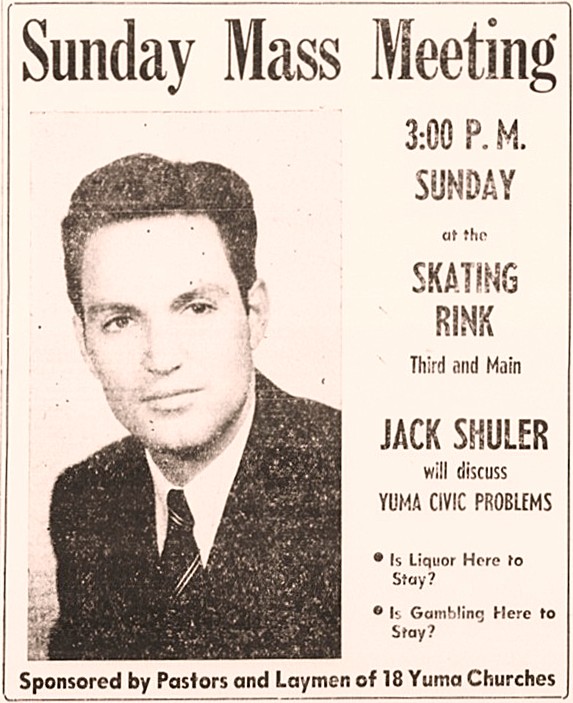 Sunday Mass Meeting
3:00 P. M.
SUNDAY
at the
SKATING
RINK
Third and Main
JACK SHULER
will discuss
YUMA CIVIC PROBLEMS
• Is Liquor Here to
Stay?
• Is Gambling Here to
Stay?
Sponsored by Pastors and Laymen of 18 Yuma Churches